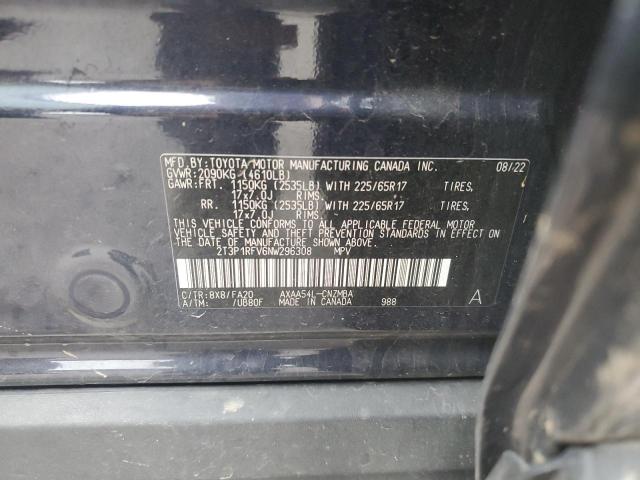 MFD.BY:TOYOTA MOTOR MANUFACTURING CANADA INC. 08/22
GVWR:2090KG (4610LB)
GAWR:FRT. 1150KG (2535LB) WITH 225/65R17 TIRES,
17x7.0J RIMS.
RR. 1150KG (2535LB) WITH 225/65R17 TIRES,
17x7.0J RIMS.
THIS VEHICLE CONFORMS TO ALL APPLICABLE FEDERAL MOTOR
VEHICLE SAFETY, BUMPER, AND THEFT PREVENTION STANDARDS
IN EFFECT ON THE DATE OF MANUFACTURE SHOWN ABOVE.
2T3P1RFV6NW296308 MPV
C/TR:8X8/FA20 AXAA54L-CNZMBA A
A/TM: /UB80F MADE IN CANADA 988